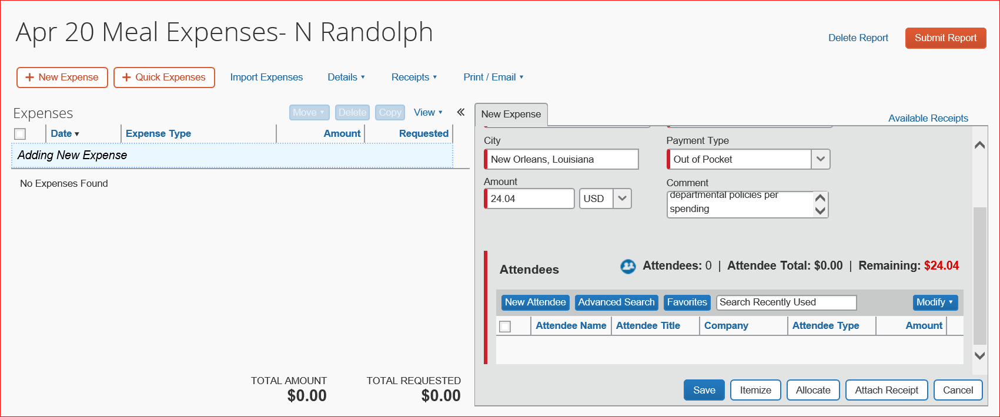 Apr 20 Meal Expenses- N Randolph
Delete Report
Submit Report
+ New Expense
+ Quick Expenses
Import Expenses
Details ▾
Receipts ▾
Print / Email ▾
Expenses
Move ▾
Delete
Copy
View ▾
«
Date ▾
Expense Type
Amount
Requested
Adding New Expense
No Expenses Found
TOTAL AMOUNT
$0.00
TOTAL REQUESTED
$0.00
New Expense
Available Receipts
City
New Orleans, Louisiana
Payment Type
Out of Pocket
Amount
24.04
USD
Comment
departmental policies per
spending
Attendees
Attendees: 0 | Attendee Total: $0.00 | Remaining: $24.04
New Attendee
Advanced Search
Favorites
Search Recently Used
Modify ▾
Attendee Name
Attendee Title
Company
Attendee Type
Amount
Save
Itemize
Allocate
Attach Receipt
Cancel